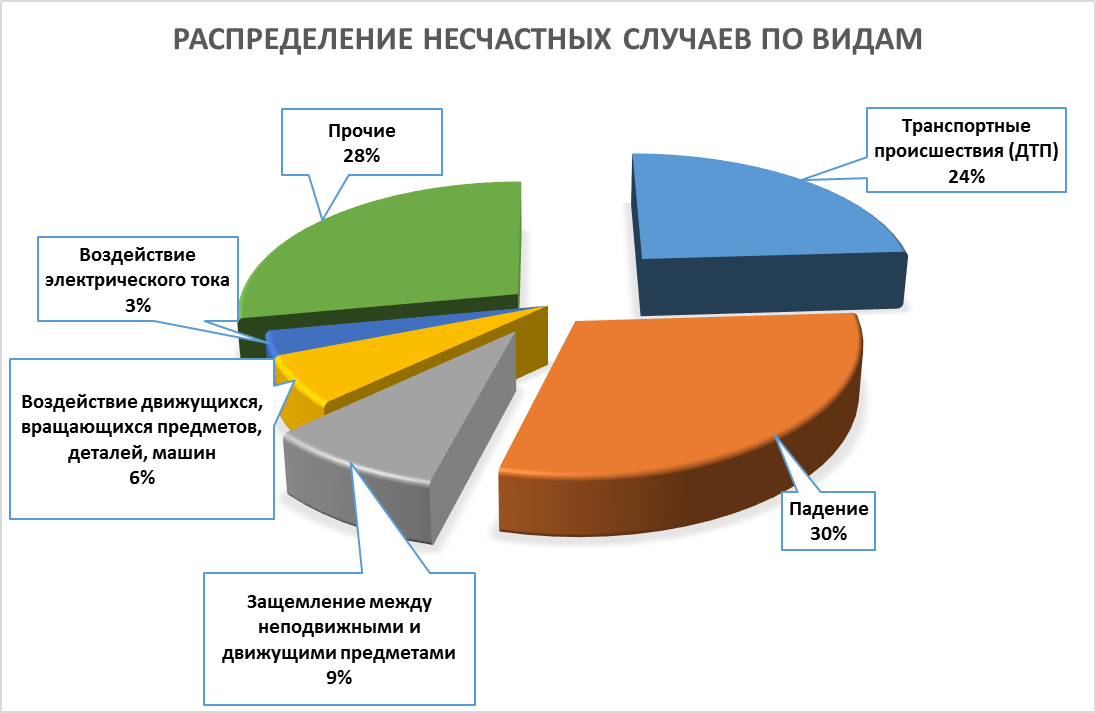 РАСПРЕДЕЛЕНИЕ НЕСЧАСТНЫХ СЛУЧАЕВ ПО ВИДАМ
Прочие
28%
Транспортные
происшествия (ДТП)
24%
Воздействие
электрического тока
3%
Воздействие движущихся,
вращающихся предметов,
деталей, машин
6%
Падение
30%
Защемление между
неподвижными и
движущими предметами
9%